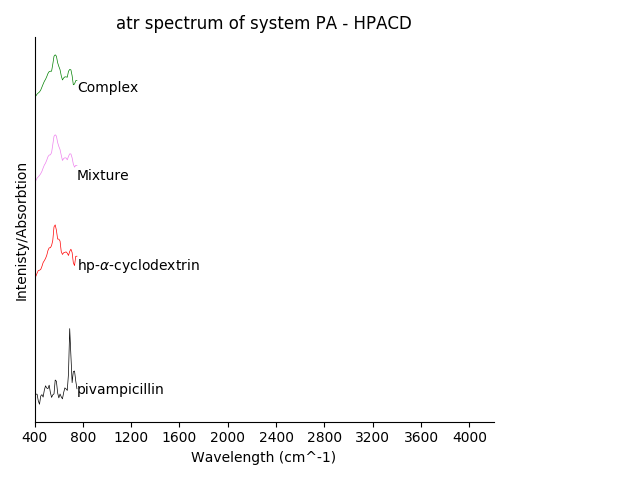 atr spectrum of system PA - HPACD
Complex
Mixture
hp-α-cyclodextrin
pivampicillin
Intenisty/Absorbtion
400 800 1200 1600 2000 2400 2800 3200 3600 4000
Wavelength (cm^-1)